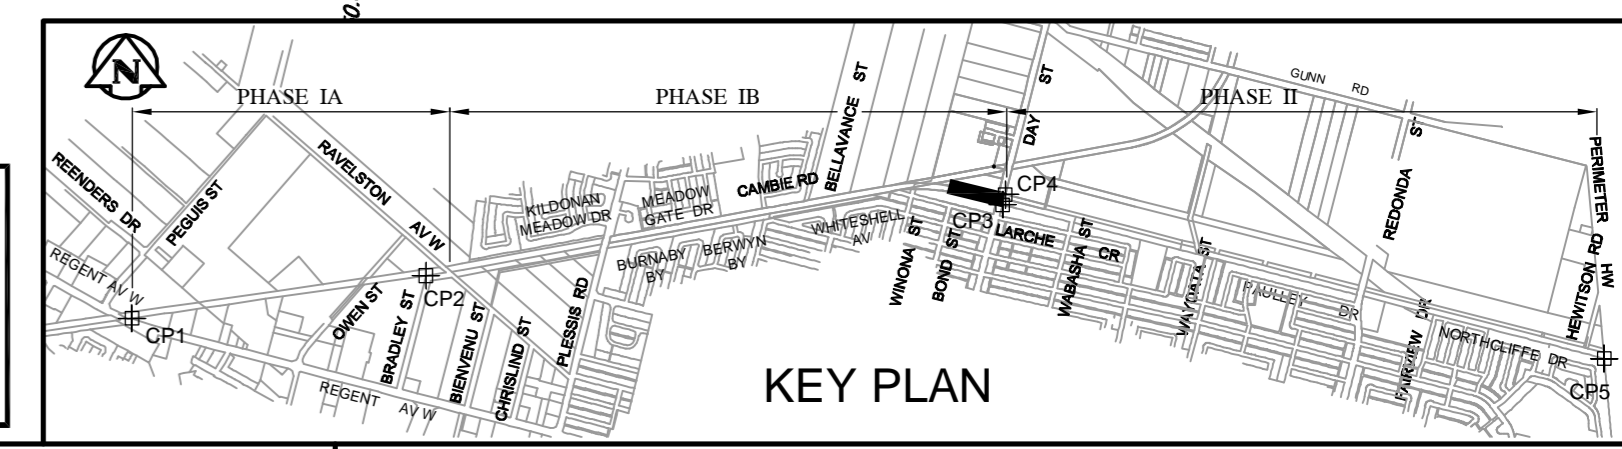 0.
N
PHASE IA
PHASE IB
PHASE II
GUNN RD
REENDERS DR
PEGUIS ST
RAVELSTON AV W
KILDONAN
MEADOW DR
MEADOW
GATE DR
CAMBIE RD
BELLAVANCE ST
DAY ST
REDONDA ST
PERIMETER HW
REGENT AV W
CP1
OWEN ST
BRADLEY ST
CP2
BIENVENU ST
CHRISLIND ST
PLESSIS RD
BURNABY
BY
BERWYN
BY
WHITESHELL
AV
WINONA ST
BOND ST
CP3
CP4
LARCHE CR
WABASHA ST
WAYOATA ST
PAULLEY DR
FAIRVIEW DR
NORTHCLIFFE DR
HEWITSON RD
CP5
REGENT AV W
KEY PLAN